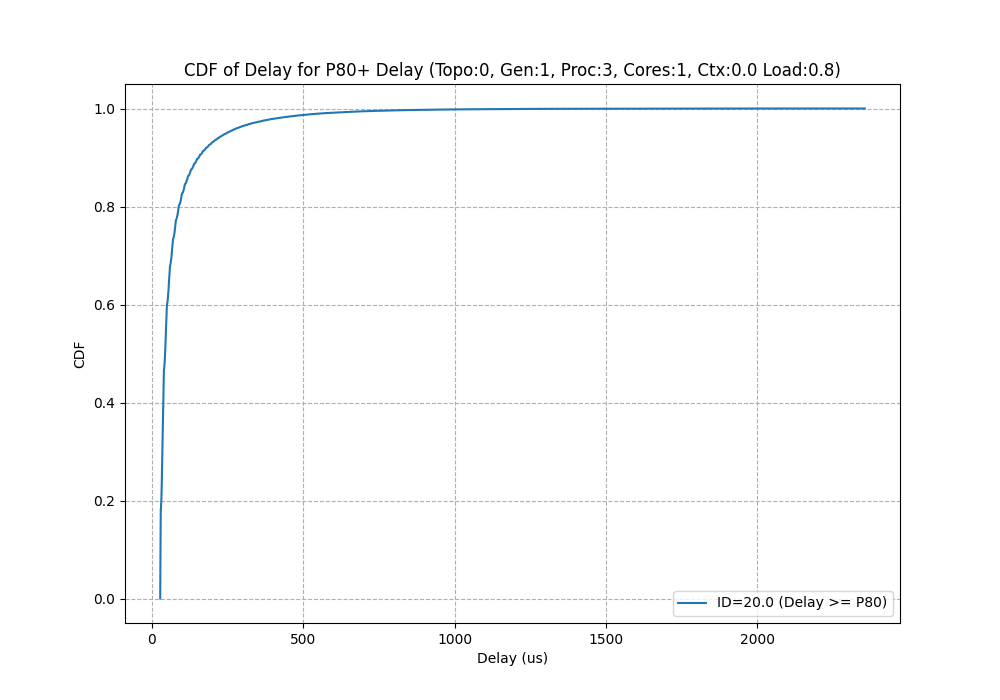 CDF of Delay for P80+ Delay (Topo:0, Gen:1, Proc:3, Cores:1, Ctx:0.0 Load:0.8)
CDF
1.0
0.8
0.6
0.4
0.2
0.0
ID=20.0 (Delay >= P80)
0 500 1000 1500 2000
Delay (us)